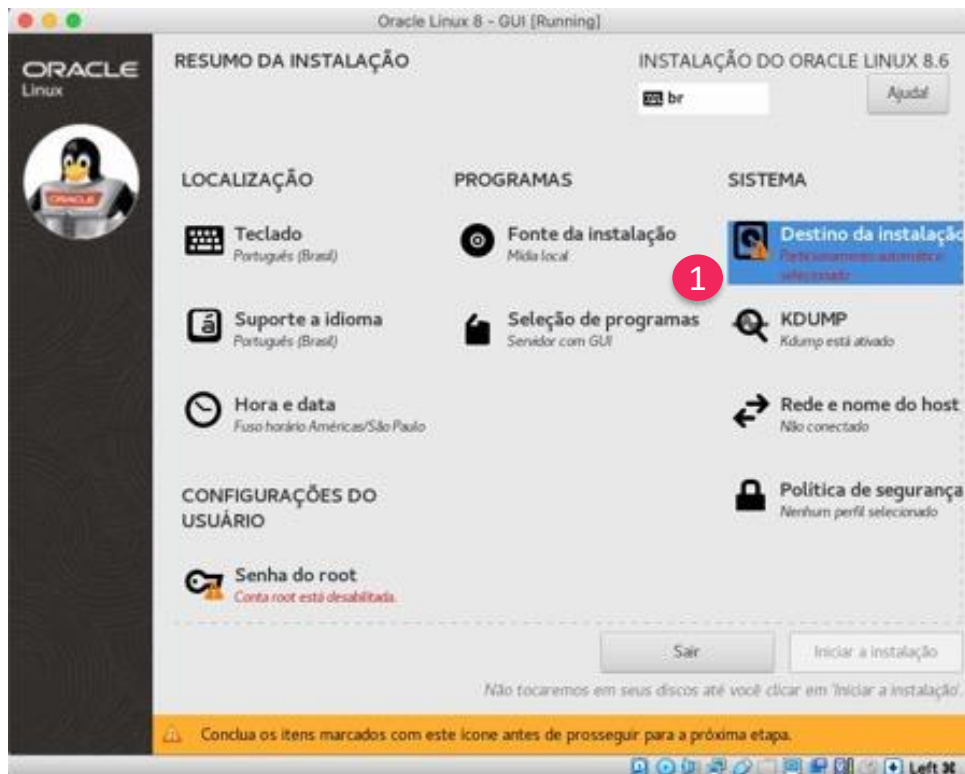 Oracle Linux 8 - GUI [Running]
ORACLE
Linux
RESUMO DA INSTALAÇÃO
INSTALAÇÃO DO ORACLE LINUX 8.6
br
Ajuda!
LOCALIZAÇÃO
Teclado
Português (Brasil)
Suporte a idioma
Português (Brasil)
Hora e data
Fuso horário Américas/São Paulo
CONFIGURAÇÕES DO
USUÁRIO
Senha do root
Conta root está desabilitada.
PROGRAMAS
Fonte da instalação
Mídia local
Seleção de programas
Servidor com GUI
SISTEMA
1
Destino da instalação
Particionamento automático
selecionado
KDUMP
Kdump está ativado
Rede e nome do host
Não conectado
Política de segurança
Nenhum perfil selecionado
Sair
Iniciar a instalação
Não tocaremos em seus discos até você clicar em 'Iniciar a instalação'.
Conclua os itens marcados com este ícone antes de prosseguir para a próxima etapa.
Left ⌘